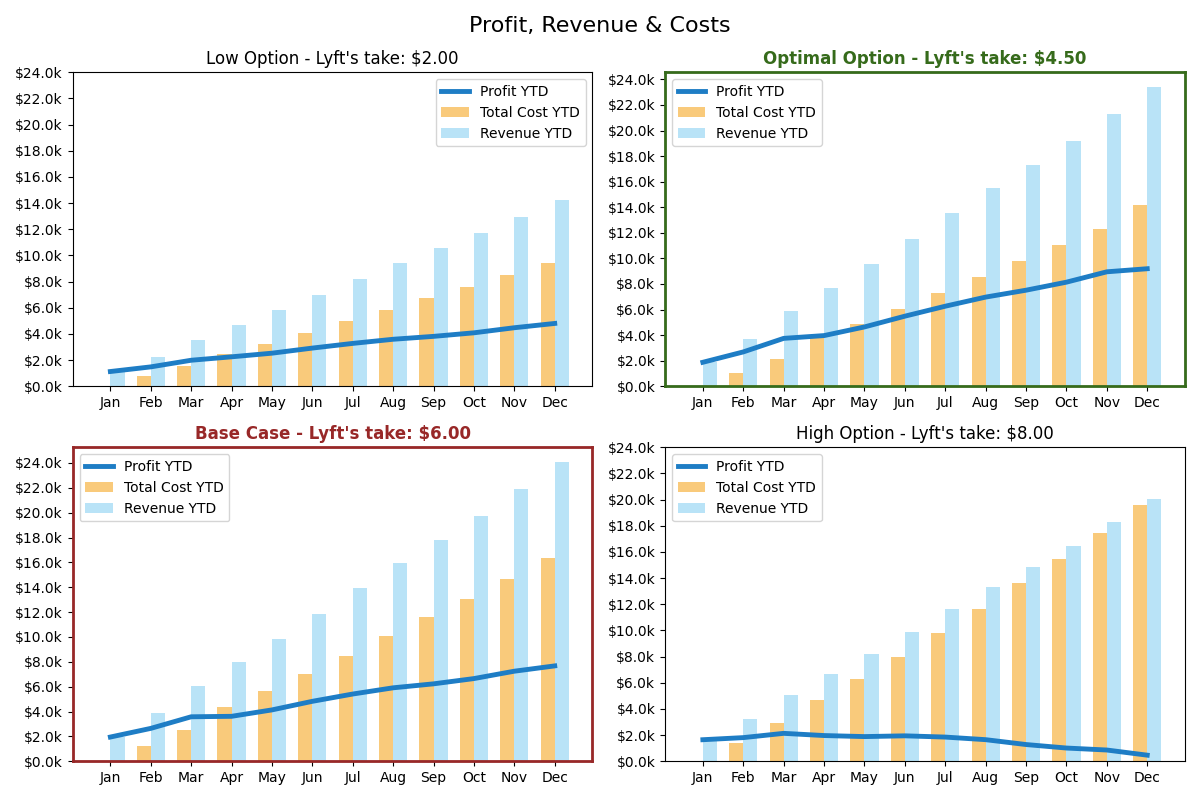 Profit, Revenue & Costs
Low Option - Lyft's take: $2.00
$24.0k
$22.0k
$20.0k
$18.0k
$16.0k
$14.0k
$12.0k
$10.0k
$8.0k
$6.0k
$4.0k
$2.0k
$0.0k
Profit YTD
Total Cost YTD
Revenue YTD
Jan Feb Mar Apr May Jun Jul Aug Sep Oct Nov Dec
Optimal Option - Lyft's take: $4.50
$24.0k
$22.0k
$20.0k
$18.0k
$16.0k
$14.0k
$12.0k
$10.0k
$8.0k
$6.0k
$4.0k
$2.0k
$0.0k
Profit YTD
Total Cost YTD
Revenue YTD
Jan Feb Mar Apr May Jun Jul Aug Sep Oct Nov Dec
Base Case - Lyft's take: $6.00
$24.0k
$22.0k
$20.0k
$18.0k
$16.0k
$14.0k
$12.0k
$10.0k
$8.0k
$6.0k
$4.0k
$2.0k
$0.0k
Profit YTD
Total Cost YTD
Revenue YTD
Jan Feb Mar Apr May Jun Jul Aug Sep Oct Nov Dec
High Option - Lyft's take: $8.00
$24.0k
$22.0k
$20.0k
$18.0k
$16.0k
$14.0k
$12.0k
$10.0k
$8.0k
$6.0k
$4.0k
$2.0k
$0.0k
Profit YTD
Total Cost YTD
Revenue YTD
Jan Feb Mar Apr May Jun Jul Aug Sep Oct Nov Dec